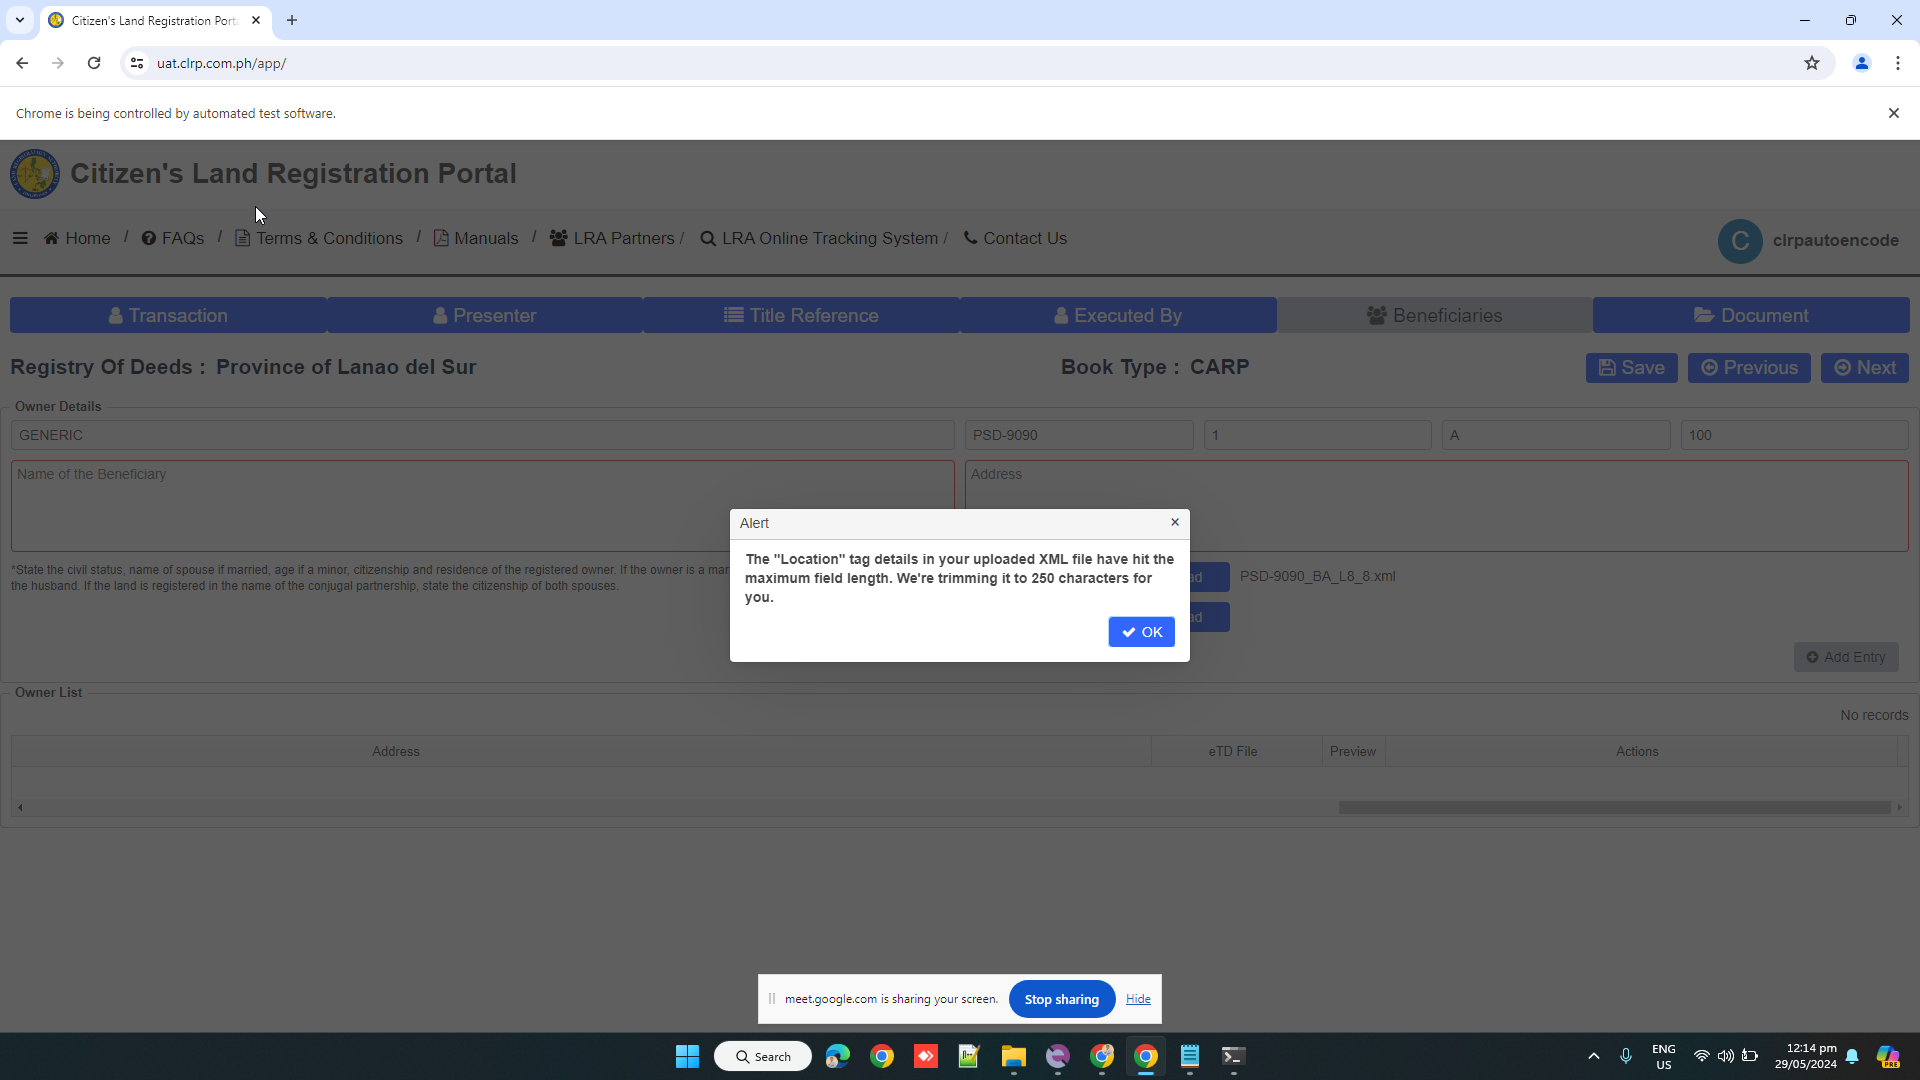 Citizen's Land Registration Port
uat.clrp.com.ph/app/
Chrome is being controlled by automated test software.
Citizen's Land Registration Portal
Home / FAQs / Terms & Conditions / Manuals / LRA Partners / LRA Online Tracking System / Contact Us
C clrpautoencode
Transaction Presenter Title Reference Executed By Beneficiaries Document
Registry Of Deeds : Province of Lanao del Sur Book Type : CARP Save Previous Next
Owner Details
GENERIC PSD-9090 1 A 100
Name of the Beneficiary Address
Alert
The "Location" tag details in your uploaded XML file have hit the
maximum field length. We're trimming it to 250 characters for
you.
OK
*State the civil status, name of spouse if married, age if a minor, citizenship and residence of the registered owner. If the owner is a mar
the husband. If the land is registered in the name of the conjugal partnership, state the citizenship of both spouses.
ad PSD-9090_BA_L8_8.xml
ad
Add Entry
Owner List
No records
Address eTD File Preview Actions
meet.google.com is sharing your screen. Stop sharing Hide
Search
ENG
US
12:14 pm
29/05/2024
PRE